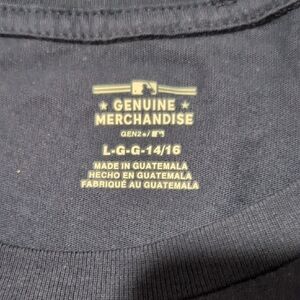 ★ GENUINE ★
MERCHANDISE
GEN2
L-G-G-14/16
MADE IN GUATEMALA
HECHO EN GUATEMALA
FABRIQUÉ AU GUATEMALA